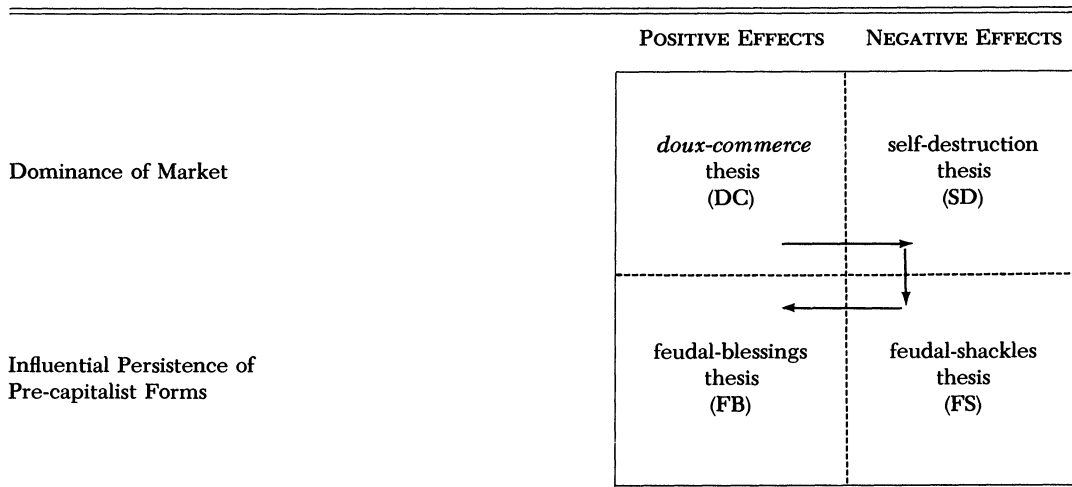 POSITIVE EFFECTS NEGATIVE EFFECTS
Dominance of Market
doux-commerce
thesis
(DC)
self-destruction
thesis
(SD)
Influential Persistence of
Pre-capitalist Forms
feudal-blessings
thesis
(FB)
feudal-shackles
thesis
(FS)